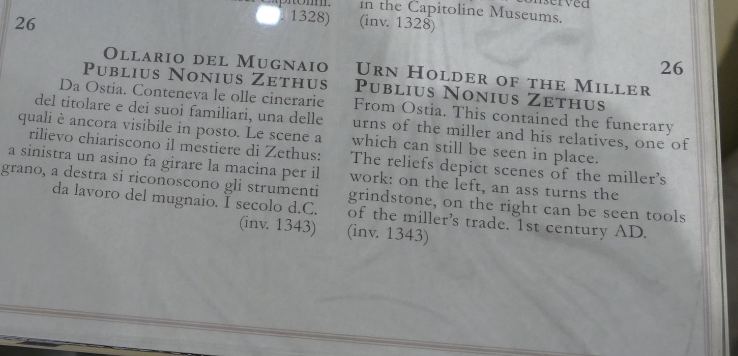 1328)
26
OLLARIO DEL MUGNAIO
PUBLIUS NONIUS ZETHUS
Da Ostia. Conteneva le olle cinerarie
del titolare e dei suoi familiari, una delle
quali è ancora visibile in posto. Le scene a
rilievo chiariscono il mestiere di Zethus:
a sinistra un asino fa girare la macina per il
grano, a destra si riconoscono gli strumenti
da lavoro del mugnaio. I secolo d.C.
(inv. 1343)
in the Capitoline Museums.
(inv. 1328)
26
URN HOLDER OF THE MILLER
PUBLIUS NONIUS ZETHUS
From Ostia. This contained the funerary
urns of the miller and his relatives, one of
which can still be seen in place.
The reliefs depict scenes of the miller's
work: on the left, an ass turns the
grindstone, on the right can be seen tools
of the miller's trade. 1st century AD.
(inv. 1343)